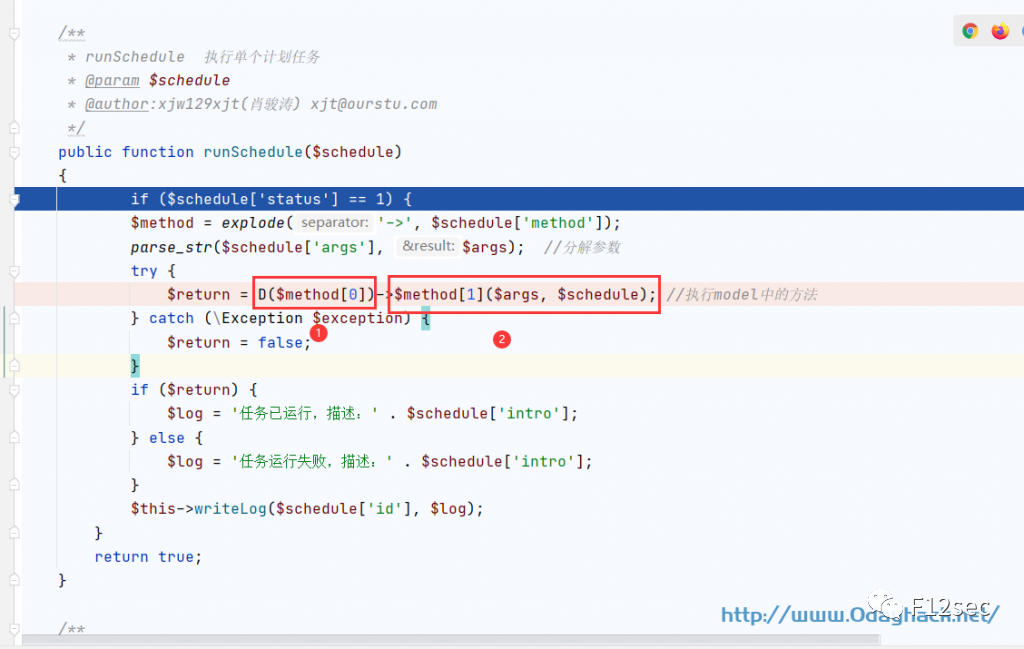 /**
* runSchedule 执行单个计划任务
* @param $schedule
* @author:xjw129xjt(肖骏涛) xjt@ourstu.com
*/
public function runSchedule($schedule)
{
if ($schedule['status'] == 1) {
$method = explode( separator: '->', $schedule['method']);
parse_str($schedule['args'], &result: $args); //分解参数
try {
$return = D($method[0])->$method[1]($args, $schedule); //执行model中的方法
} catch (\Exception $exception) {
1
2
$return = false;
}
if ($return) {
$log = '任务已运行，描述：' . $schedule['intro'];
} else {
$log = '任务运行失败，描述：' . $schedule['intro'];
}
$this->writeLog($schedule['id'], $log);
}
return true;
}
F12sec
http://www.0dayhack.net/
/**